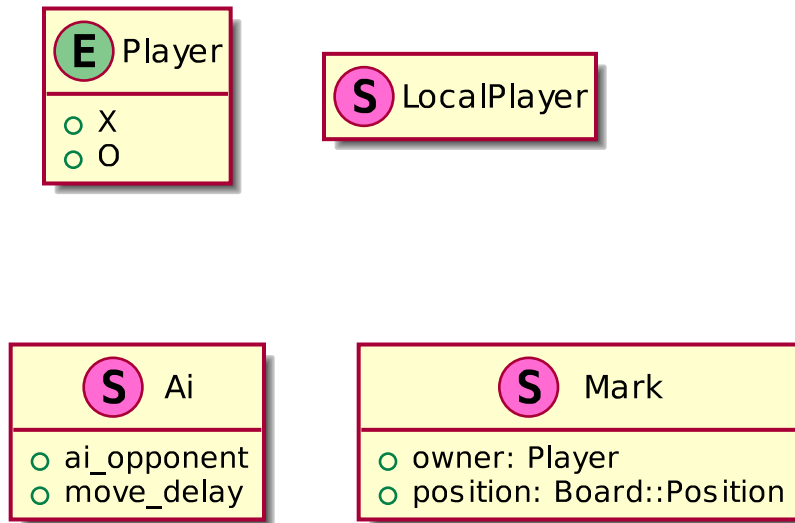 E Player
X
O
S LocalPlayer
S Ai
ai_opponent
move_delay
S Mark
owner: Player
position: Board::Position